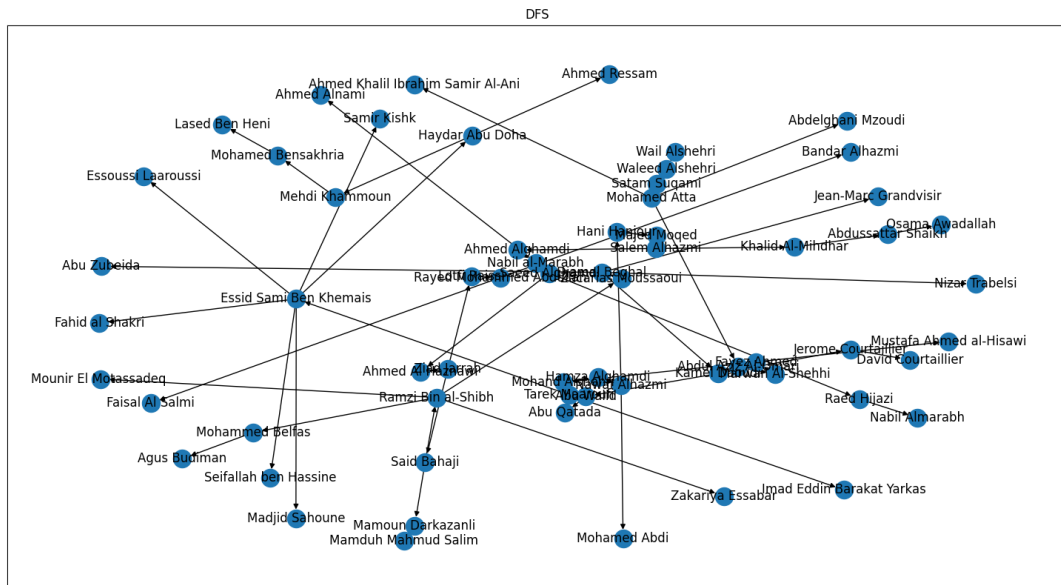 DFS
Ahmed Ressam
Ahmed Khalil Ibrahim Samir Al-Ani
Ahmed Alnami
Samir Kishk
Abdelghani Mzoudi
Lased Ben Heni
Haydar Abu Doha
Wail Alshehri
Bandar Alhazmi
Mohamed Bensakhria
Waleed Alshehri
Essoussi Laaroussi
Satam Suqami
Mehdi Khammoun
Mohamed Atta
Jean-Marc Grandvisir
Osama Awadallah
Hani Hanjour
Majed Moqed
Abdussattar Shaikh
Ahmed Alghamdi
Salem Alhazmi
Khalid Al-Mihdhar
Nabil al-Marabh
Abu Zubeida
Nizar Trabelsi
Essid Sami Ben Khemais
Fahid al Shakri
Mustafa Ahmed al-Hisawi
Jerome Courtaillier
David Courtaillier
Fayez Ahmed
Mounir El Motassadeq
Hamza Alghamdi
Faisal Al Salmi
Ramzi Bin al-Shibh
Raed Hijazi
Abu Qatada
Nabil Almarabh
Mohammed Belfas
Agus Budiman
Said Bahaji
Seifallah ben Hassine
Imad Eddin Barakat Yarkas
Zakariya Essabar
Madjid Sahoune
Mamoun Darkazanli
Mamduh Mahmud Salim
Mohamed Abdi